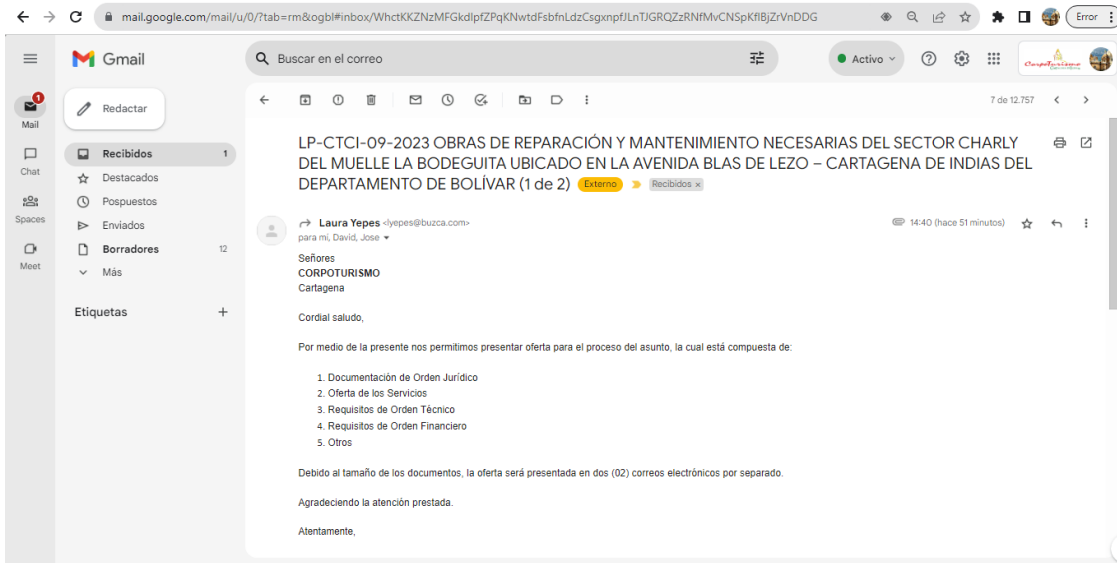 mail.google.com/mail/u/0/?tab=rm&ogbl#inbox/WhctKKZNzMFGkdlpfZPqKNwtdFsbfnLdzCsgxnpfJLnTJGRQZzRNfMvCNSpKflBjZrVnDDG
Error
Gmail
Buscar en el correo
Activo
CorpoTurismo
1
Mail
Chat
Spaces
Meet
Redactar
Recibidos 1
Destacados
Pospuestos
Enviados
Borradores 12
Más
Etiquetas
7 de 12.757
LP-CTCI-09-2023 OBRAS DE REPARACIÓN Y MANTENIMIENTO NECESARIAS DEL SECTOR CHARLY
DEL MUELLE LA BODEGUITA UBICADO EN LA AVENIDA BLAS DE LEZO – CARTAGENA DE INDIAS DEL
DEPARTAMENTO DE BOLÍVAR (1 de 2) Externo Recibidos x
Laura Yepes <lyepes@buzca.com> 14:40 (hace 51 minutos)
para mí, David, Jose
Señores
CORPOTURISMO
Cartagena
Cordial saludo,
Por medio de la presente nos permitimos presentar oferta para el proceso del asunto, la cual está compuesta de:
1. Documentación de Orden Jurídico
2. Oferta de los Servicios
3. Requisitos de Orden Técnico
4. Requisitos de Orden Financiero
5. Otros
Debido al tamaño de los documentos, la oferta será presentada en dos (02) correos electrónicos por separado.
Agradeciendo la atención prestada.
Atentamente,